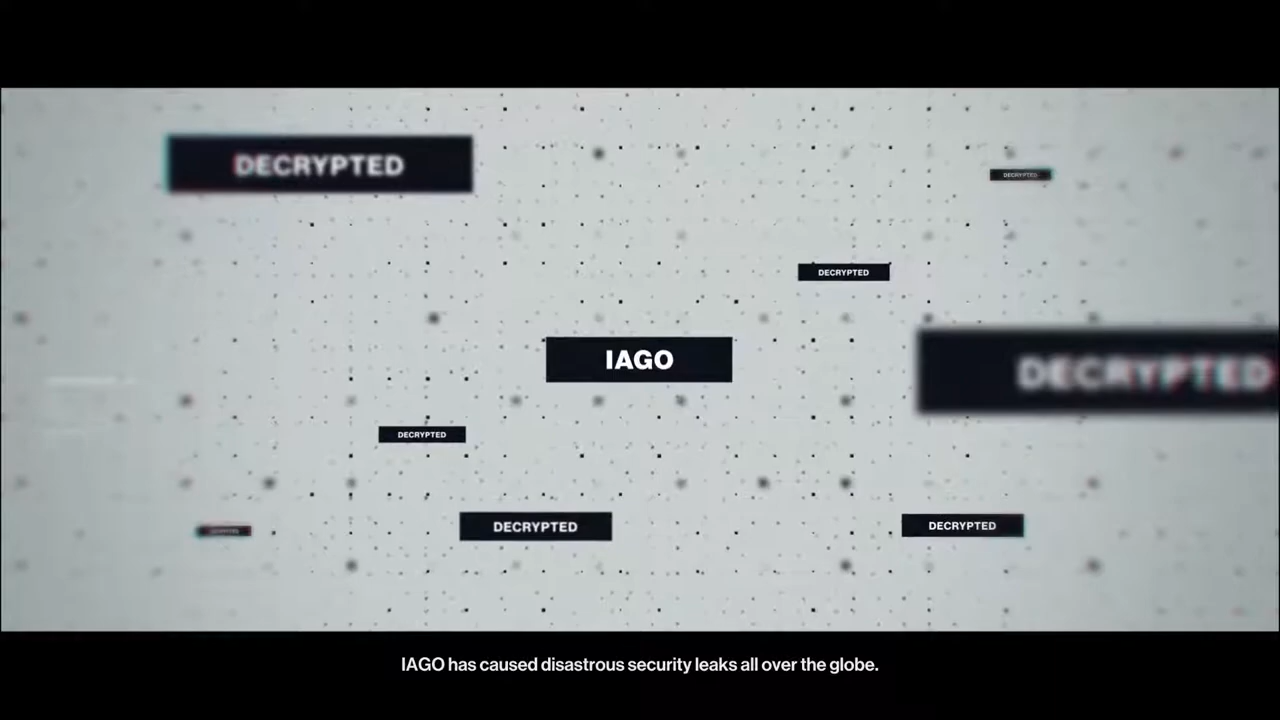 DECRYPTED
DECRYPTED
DECRYPTED
IAGO
DECRYPTED
DECRYPTED
DECRYPTED
DECRYPTED
IAGO has caused disastrous security leaks all over the globe.